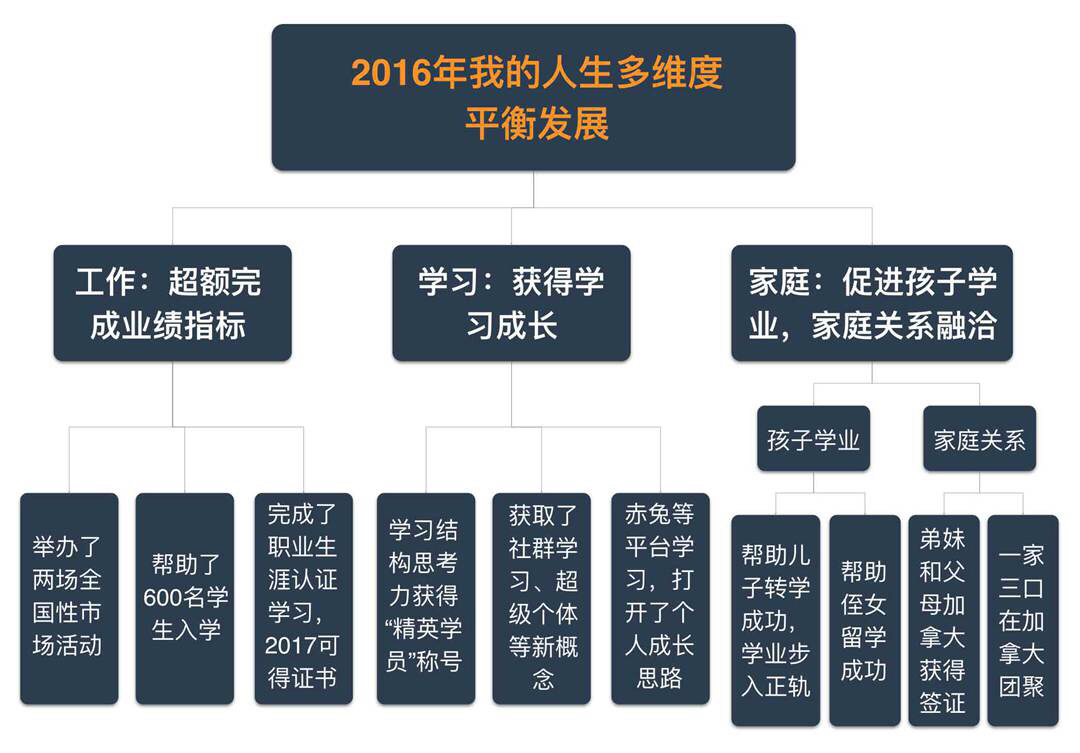 2016年我的人生多维度
平衡发展
工作：超额完
成业绩指标
学习：获得学
习成长
家庭：促进孩子学
业，家庭关系融洽
孩子学业
家庭关系
举办了
两场全
国性市
场活动
帮助了
600名学
生入学
完成了
职业生
涯认证
学习，
2017可
得证书
学习结
构思考
力获得
“精英学
员”称号
获取了
社群学
习、超
级个体
等新概
念
赤兔等
平台学
习，打
开了个
人成长
思路
帮助儿
子转学
成功，
学业步
入正轨
帮助
侄女
留学
成功
弟妹
和父
母加
拿大
获得
签证
一家
三口
在加
拿大
团聚